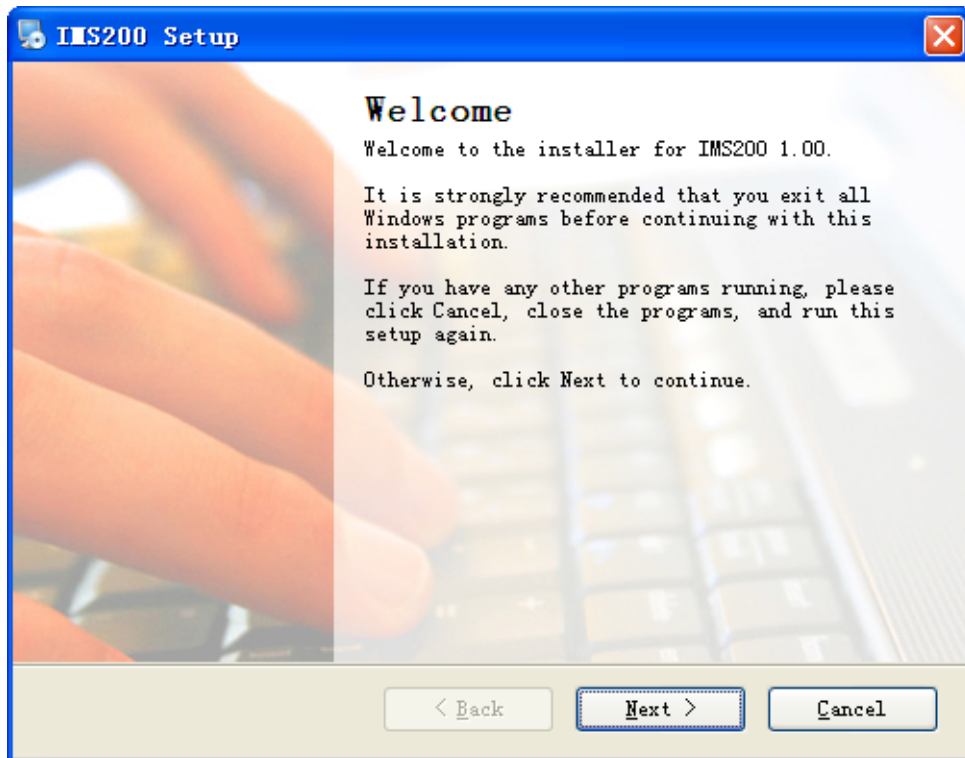 IMS200 Setup
Welcome
Welcome to the installer for IMS200 1.00.
It is strongly recommended that you exit all
Windows programs before continuing with this
installation.
If you have any other programs running, please
click Cancel, close the programs, and run this
setup again.
Otherwise, click Next to continue.
< Back
Next >
Cancel